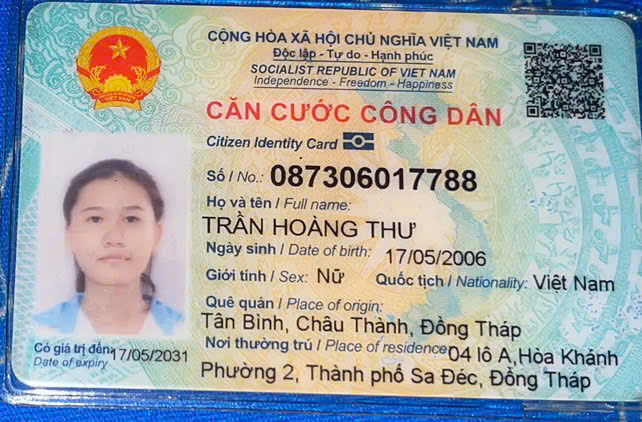 CỘNG HÒA XÃ HỘI CHỦ NGHĨA VIỆT NAM
Độc lập - Tự do - Hạnh phúc
SOCIALIST REPUBLIC OF VIET NAM
Independence - Freedom - Happiness
CĂN CƯỚC CÔNG DÂN
Citizen Identity Card
Số / No.: 087306017788
Họ và tên / Full name:
TRẦN HOÀNG THƯ
Ngày sinh / Date of birth: 17/05/2006
Giới tính / Sex: Nữ Quốc tịch / Nationality: Việt Nam
Quê quán / Place of origin:
Tân Bình, Châu Thành, Đồng Tháp
Nơi thường trú / Place of residence: 04 lô A,Hòa Khánh
Phường 2, Thành phố Sa Đéc, Đồng Tháp
Có giá trị đến: 17/05/2031
Date of expiry
VIỆT NAM